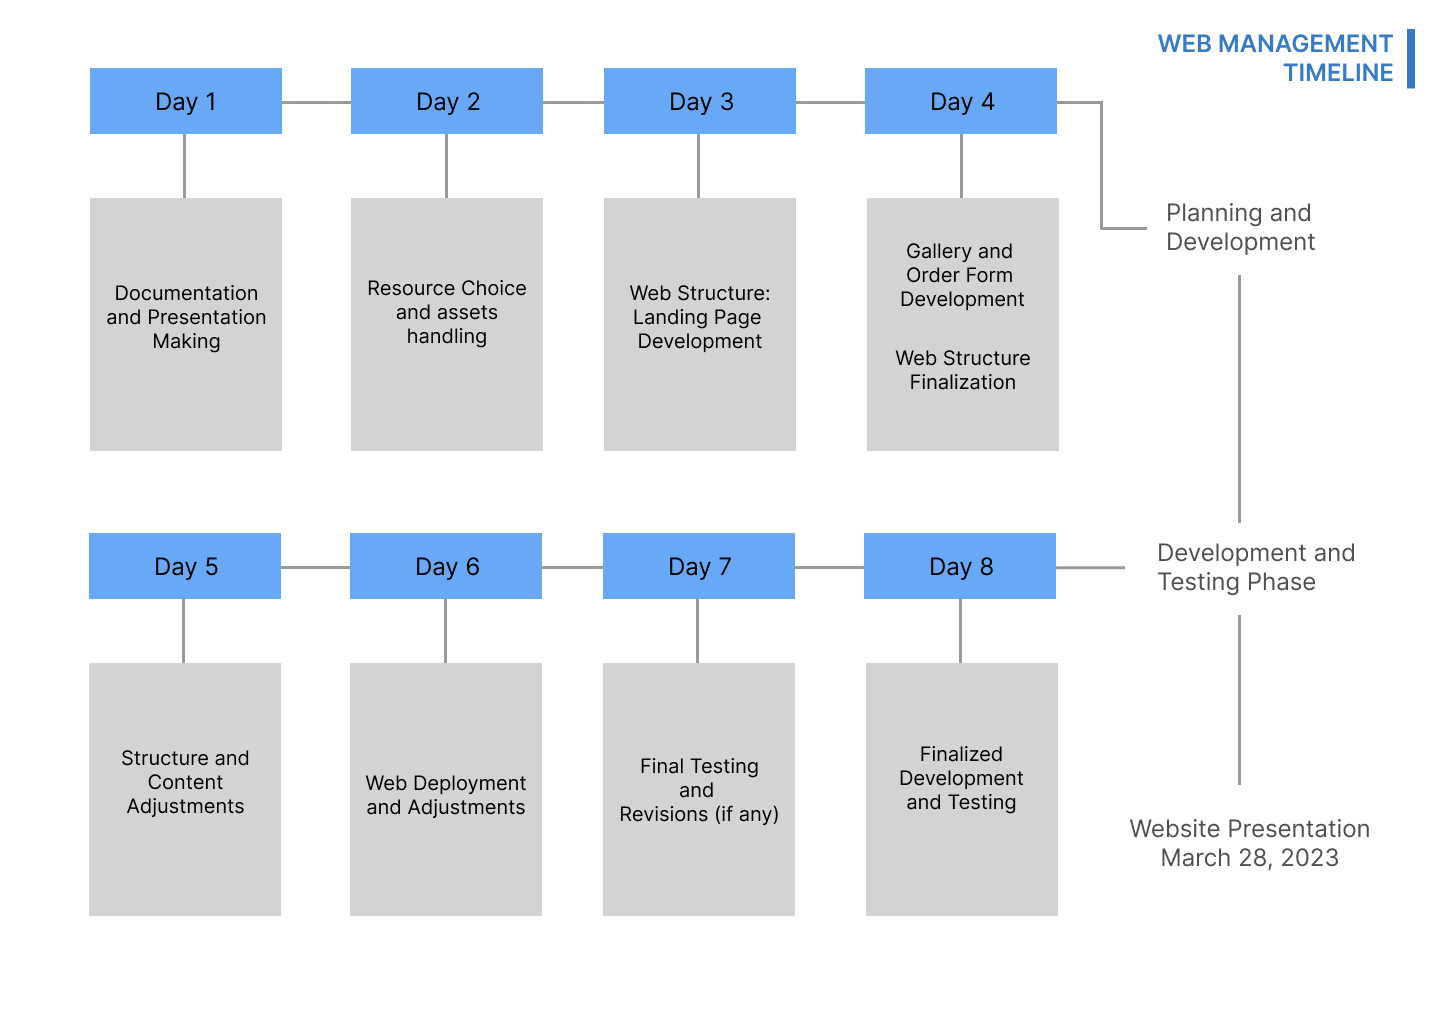 WEB MANAGEMENT
TIMELINE
Day 1
Day 2
Day 3
Day 4
Documentation
and Presentation
Making
Resource Choice
and assets
handling
Web Structure:
Landing Page
Development
Gallery and
Order Form
Development
Web Structure
Finalization
Planning and
Development
Day 5
Day 6
Day 7
Day 8
Development and
Testing Phase
Structure and
Content
Adjustments
Web Deployment
and Adjustments
Final Testing
and
Revisions (if any)
Finalized
Development
and Testing
Website Presentation
March 28, 2023